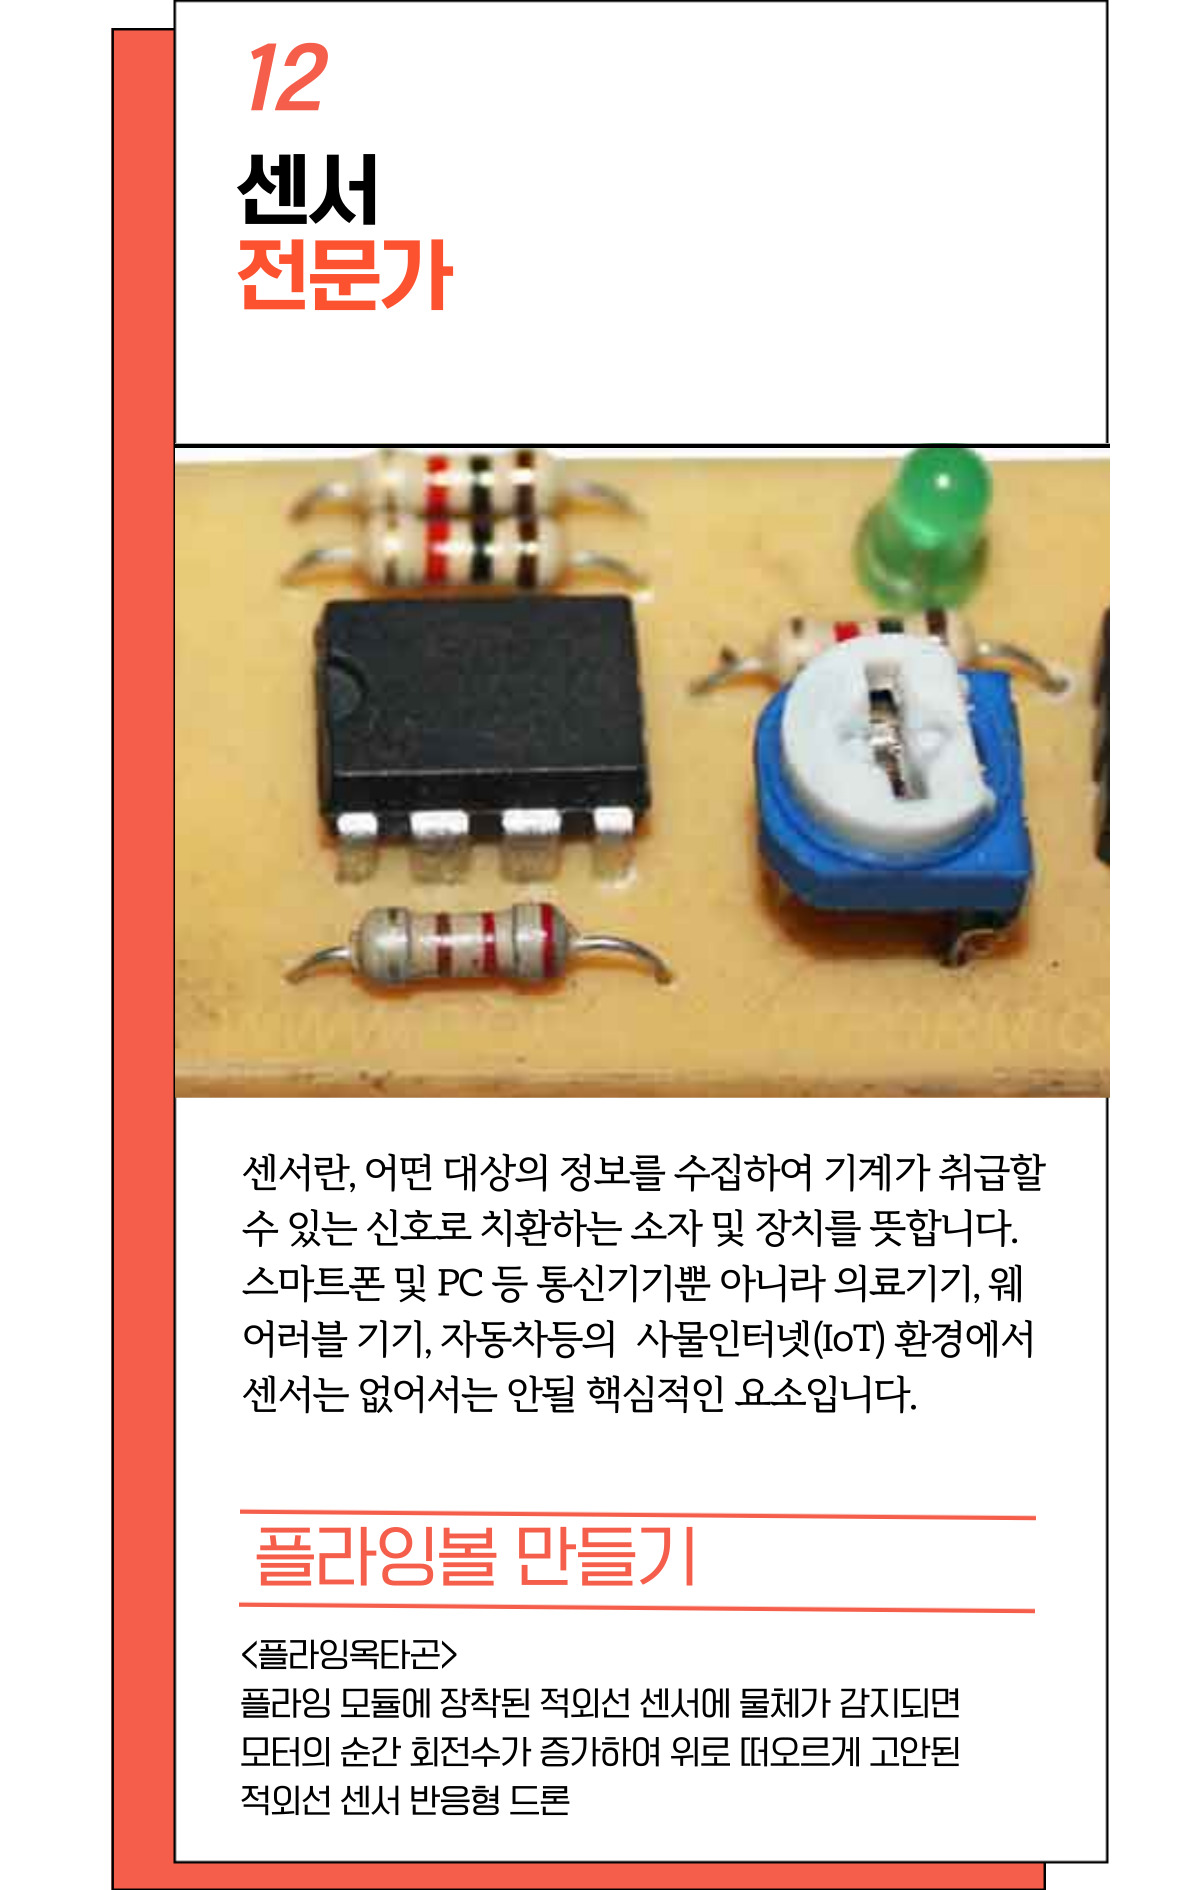 12
센서
전문가
센서란, 어떤 대상의 정보를 수집하여 기계가 취급할
수 있는 신호로 치환하는 소자 및 장치를 뜻합니다.
스마트폰 및 PC 등 통신기기뿐 아니라 의료기기, 웨
어러블 기기, 자동차등의 사물인터넷(IoT) 환경에서
센서는 없어서는 안될 핵심적인 요소입니다.
플라잉볼 만들기
<플라잉옥타곤>
플라잉 모듈에 장착된 적외선 센서에 물체가 감지되면
모터의 순간 회전수가 증가하여 위로 떠오르게 고안된
적외선 센서 반응형 드론